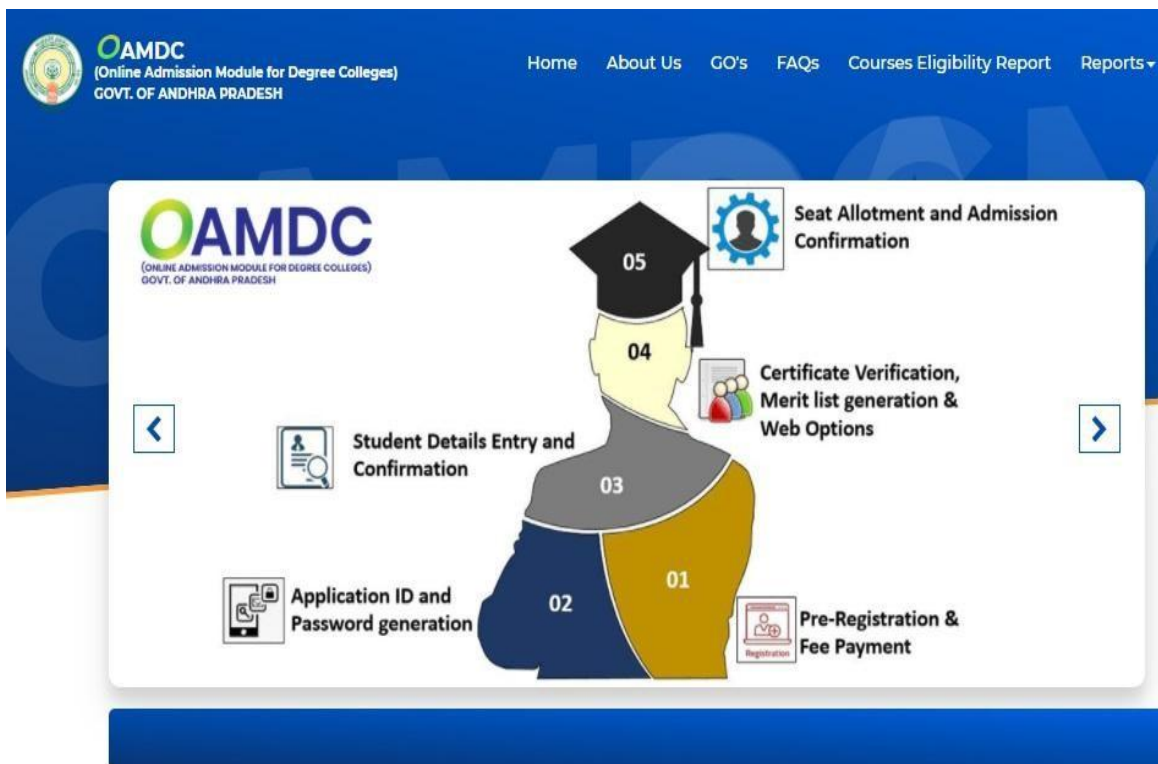 OAMDC
(Online Admission Module for Degree Colleges)
GOVT. OF ANDHRA PRADESH
Home About Us GO's FAQs Courses Eligibility Report Reports
OAMDC
(ONLINE ADMISSION MODULE FOR DEGREE COLLEGES)
GOVT. OF ANDHRA PRADESH
05
Seat Allotment and Admission
Confirmation
04
Certificate Verification,
Merit list generation &
Web Options
Student Details Entry and
Confirmation
03
Application ID and
Password generation
02
01
Registration
Pre-Registration &
Fee Payment